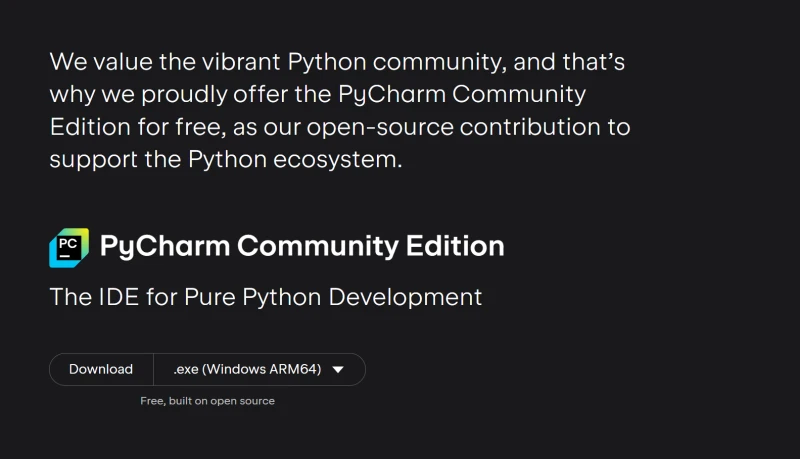 We value the vibrant Python community, and that’s
why we proudly offer the PyCharm Community
Edition for free, as our open-source contribution to
support the Python ecosystem.
PC
PyCharm Community Edition
The IDE for Pure Python Development
Download
.exe (Windows ARM64)
Free, built on open source